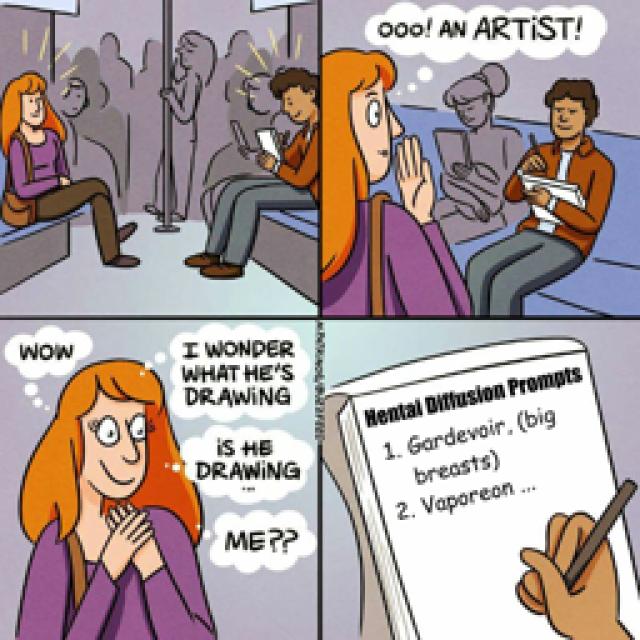 OOO! AN ARTIST!
WOW
I WONDER
WHAT HE'S
DRAWING
IS HE
DRAWING
...
ME??
Hentai Diffusion Prompts
1. Gardevoir, (big
breasts)
2. Vaporeon ...